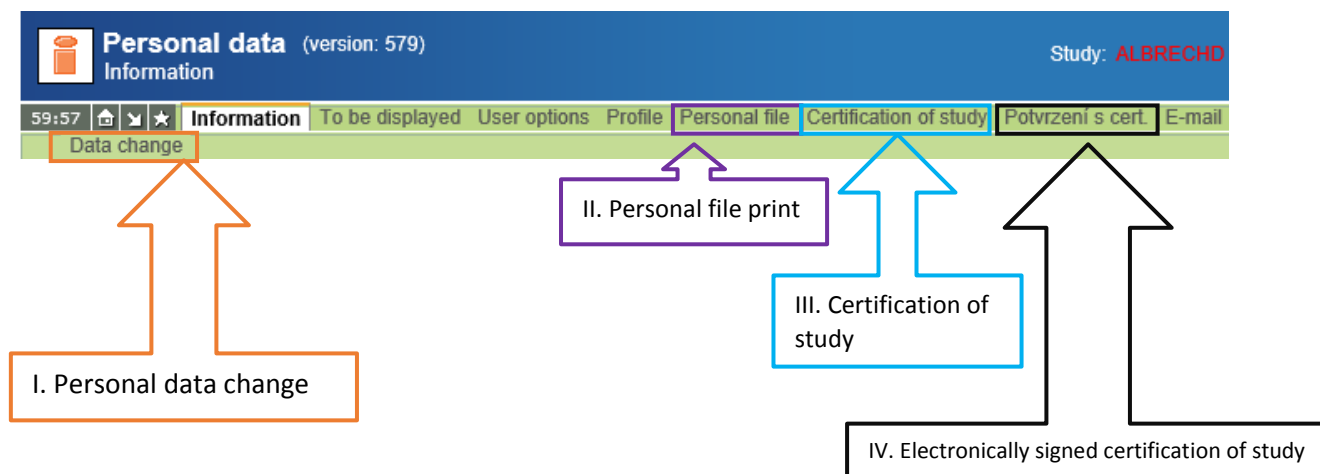 Personal data (version: 579)
Information
Study: ALBRECHD
59:57 Information To be displayed User options Profile Personal file Certification of study Potvrzení s cert. E-mail
Data change
II. Personal file print
III. Certification of
study
I. Personal data change
IV. Electronically signed certification of study